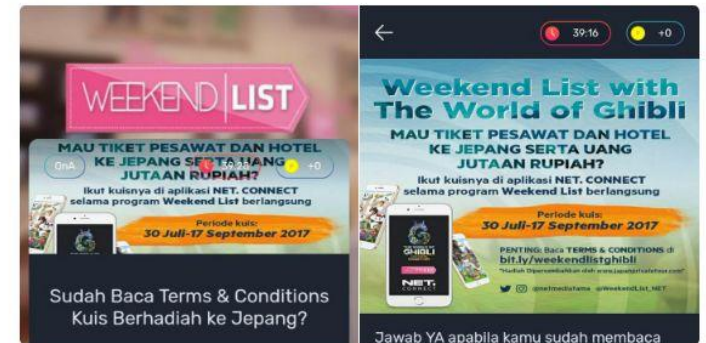 WEEKEND LIST
MAU TIKET PESAWAT DAN HOTEL
KE JEPANG SERTA UANG
JUTAAN RUPIAH?
QnA
39:28
+0
Ikut kuisnya di aplikasi NET. CONNECT
selama program Weekend List berlangsung
Periode kuis:
30 Juli-17 September 2017
Sudah Baca Terms & Conditions
Kuis Berhadiah ke Jepang?
39:16
+0
Weekend List with
The World of Ghibli
MAU TIKET PESAWAT DAN HOTEL
KE JEPANG SERTA UANG
JUTAAN RUPIAH?
Ikut kuisnya di aplikasi NET. CONNECT
selama program Weekend List berlangsung
Periode kuis:
30 Juli-17 September 2017
PENTING: Baca TERMS & CONDITIONS di
bit.ly/weekendlistghibli
GHIBLI
NET.
CONNECT
@netmediatama @WeekendList_NET
Jawab YA apabila kamu sudah membaca